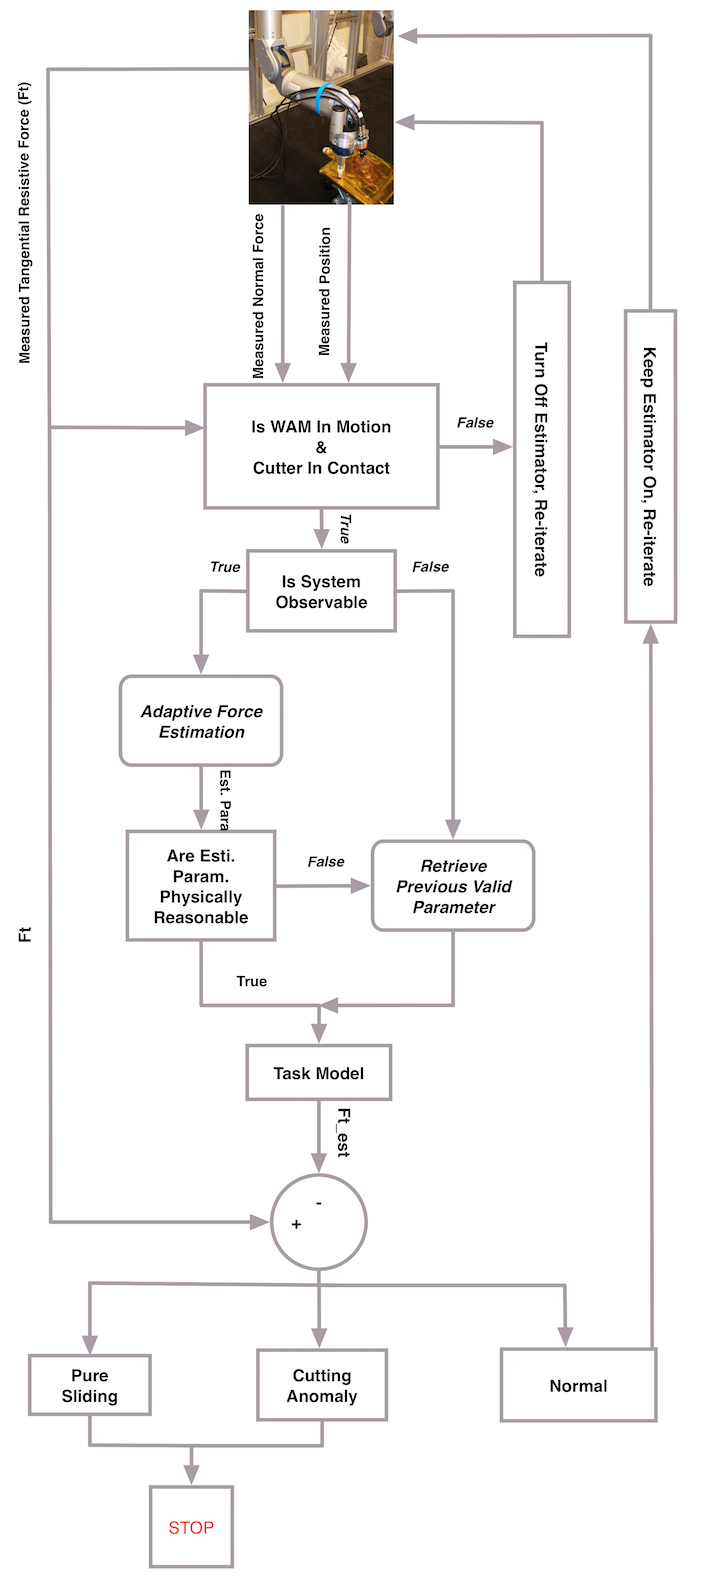 Measured Tangential Resistive Force (Ft)
Measured Normal Force
Measured Position
Is WAM In Motion
&
Cutter In Contact
False
Turn Off Estimator, Re-iterate
Keep Estimator On, Re-iterate
True
Is System
Observable
True
False
Adaptive Force
Estimation
Est. Para
Are Esti.
Param.
Physically
Reasonable
False
Retrieve
Previous Valid
Parameter
Ft
True
Task Model
Ft_est
-
+
Pure
Sliding
Cutting
Anomaly
Normal
STOP